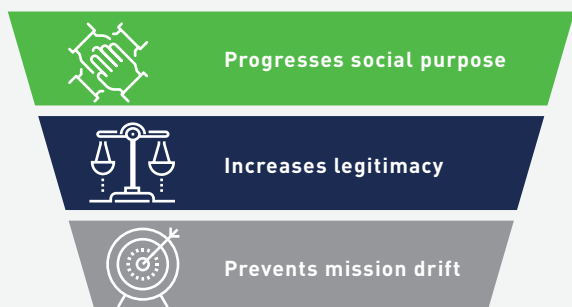 Progresses social purpose
Increases legitimacy
Prevents mission drift